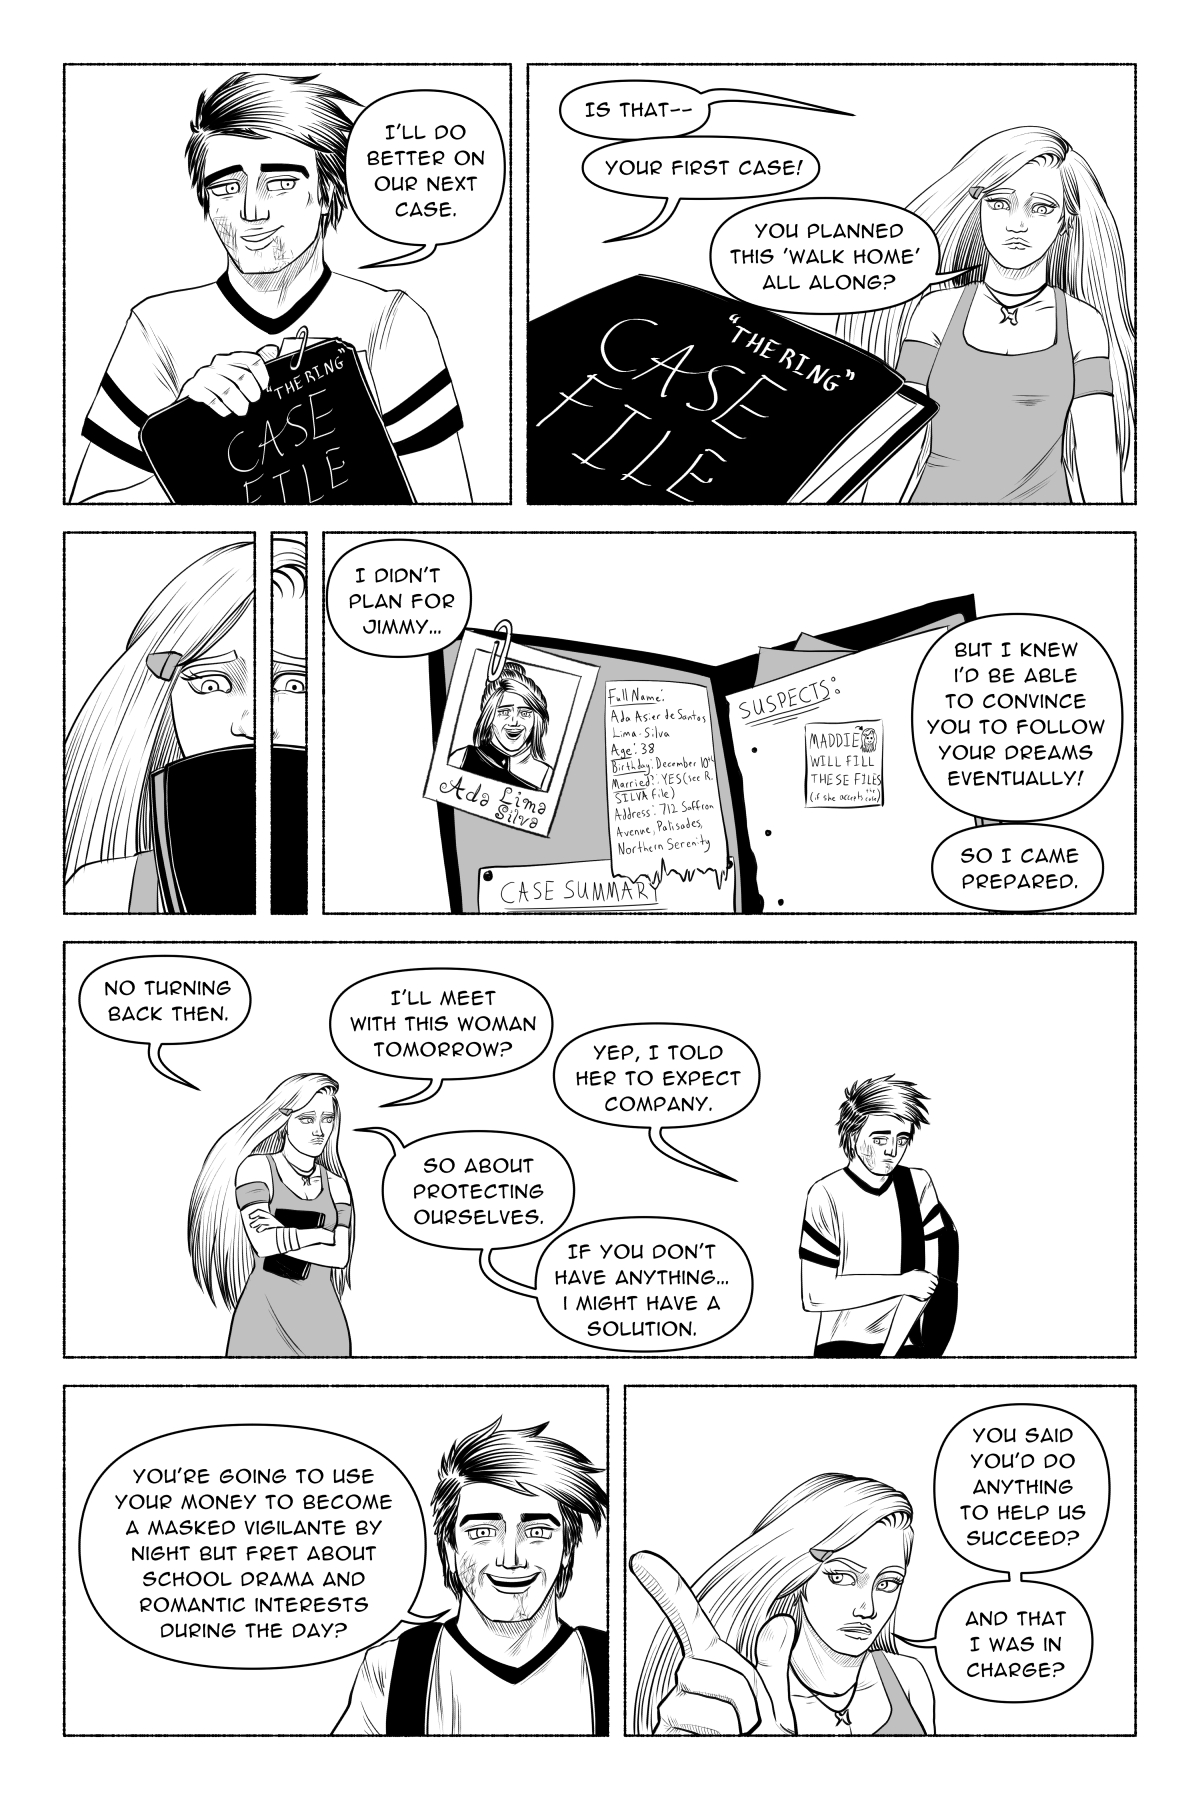 I'LL DO
BETTER ON
OUR NEXT
CASE.
"THE RING"
CASE
FILE
IS THAT--
YOUR FIRST CASE!
YOU PLANNED
THIS 'WALK HOME'
ALL ALONG?
"THE RING"
CASE
FILE
I DIDN'T
PLAN FOR
JIMMY...
Ada Lima
Silva
Full Name:
Ada Asier de Santos
Lima-Silva
Age: 38
Birthday: December 10th
Married?: YES (see R.
SILVA file)
Address: 712 Saffron
Avenue, Palisades,
Northern Serenity
CASE SUMMARY
SUSPECTS:
MADDIE
WILL FILL
THESE FILES
(if she accepts role)
BUT I KNEW
I'D BE ABLE
TO CONVINCE
YOU TO FOLLOW
YOUR DREAMS
EVENTUALLY!
SO I CAME
PREPARED.
NO TURNING
BACK THEN.
I'LL MEET
WITH THIS WOMAN
TOMORROW?
YEP, I TOLD
HER TO EXPECT
COMPANY.
SO ABOUT
PROTECTING
OURSELVES.
IF YOU DON'T
HAVE ANYTHING...
I MIGHT HAVE A
SOLUTION.
YOU'RE GOING TO USE
YOUR MONEY TO BECOME
A MASKED VIGILANTE BY
NIGHT BUT FRET ABOUT
SCHOOL DRAMA AND
ROMANTIC INTERESTS
DURING THE DAY?
YOU SAID
YOU'D DO
ANYTHING
TO HELP US
SUCCEED?
AND THAT
I WAS IN
CHARGE?